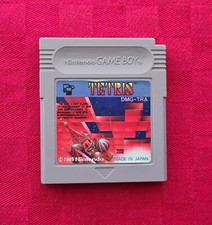 Nintendo GAME BOY
TETRIS
DMG-TRA
©1989 Nintendo
MADE IN JAPAN